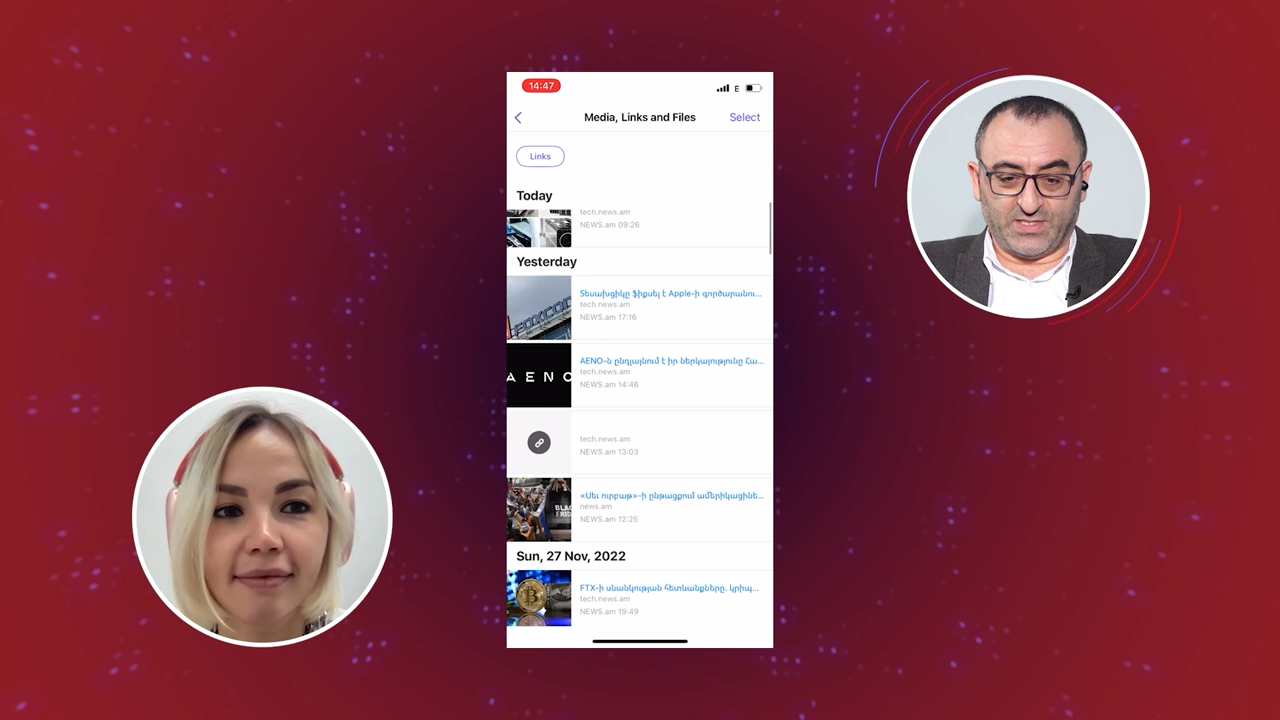 14:47
E
Media, Links and Files
Select
Links
Today
tech.news.am
NEWS.am 09:26
Yesterday
FOXCO
Տեսախցիկը ֆիքսել է Apple-ի գործարանու...
tech.news.am
NEWS.am 17:16
AENO
AENO-ն ընդլայնում է իր ներկայությունը Հա...
tech.news.am
NEWS.am 14:46
tech.news.am
NEWS.am 13:03
BLAC
FRID
«Սեւ ուրբաթ»-ի ընթացքում ամերիկացինե...
news.am
NEWS.am 12:25
Sun, 27 Nov, 2022
FTX-ի սնանկության հետևանքները. կրիպ...
tech.news.am
NEWS.am 19:49